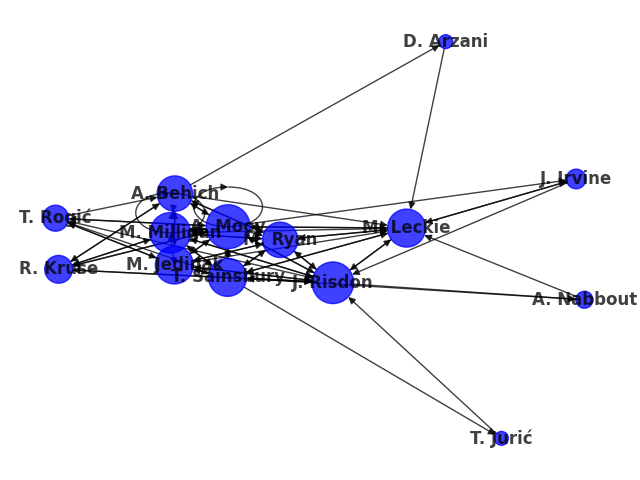 D. Arzani
J. Irvine
A. Behich
T. Rogić
A. Mooy
M. Leckie
M. Milligan
M. Ryan
R. Kruse
M. Jedinak
T. Sainsbury
J. Risdon
A. Nabbout
T. Jurić